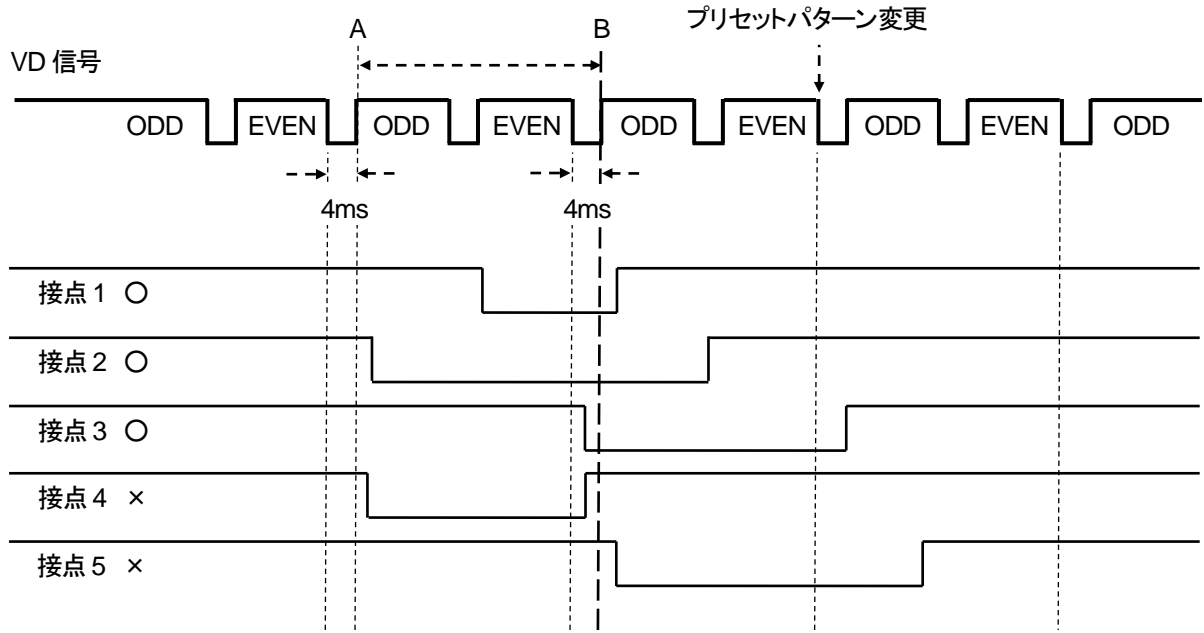 プリセットパターン変更
A B
VD 信号
ODD EVEN ODD EVEN ODD EVEN ODD EVEN ODD
4ms 4ms
接点 1 ○
接点 2 ○
接点 3 ○
接点 4 ×
接点 5 ×